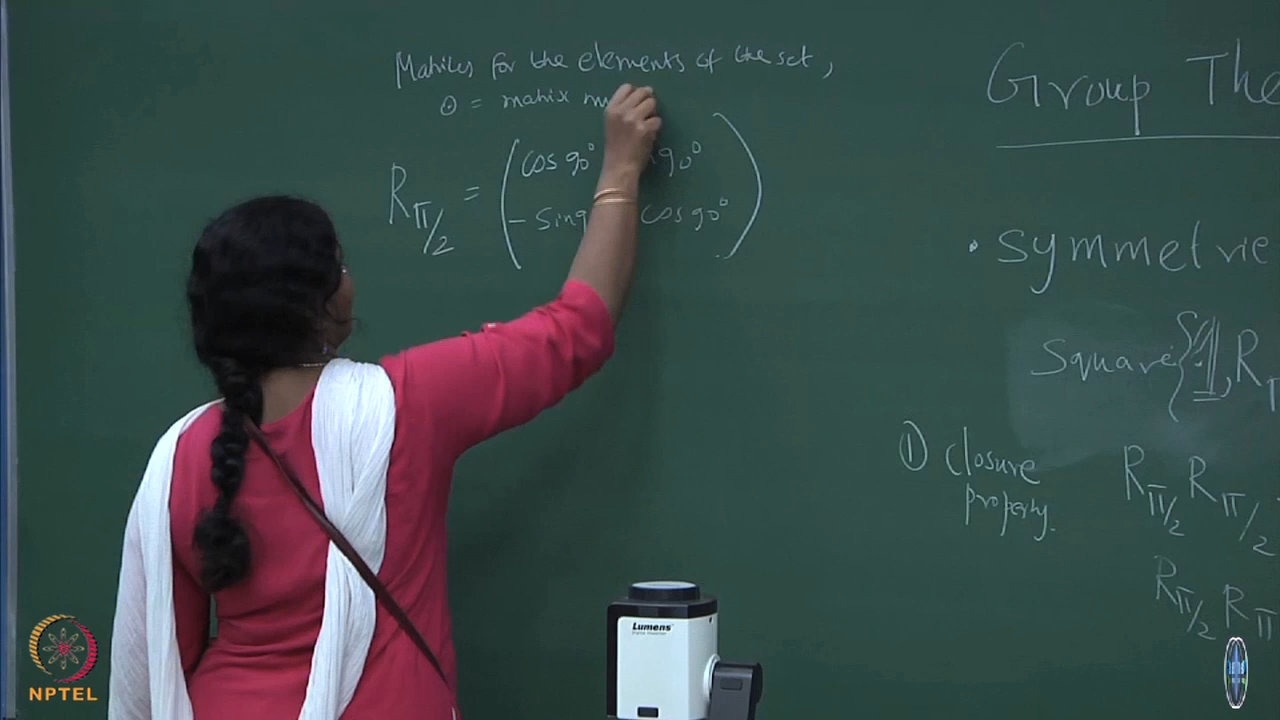 Matrices for the elements of the set,
⊙ = matrix
R π/2 = ( cos 90° 90° )
( - Sin cos 90° )
Group
• Symmetrie
Square { 1, R
① Closure
property.
R π/2 R π/2
R π/2 R π
Lumens
NPTEL